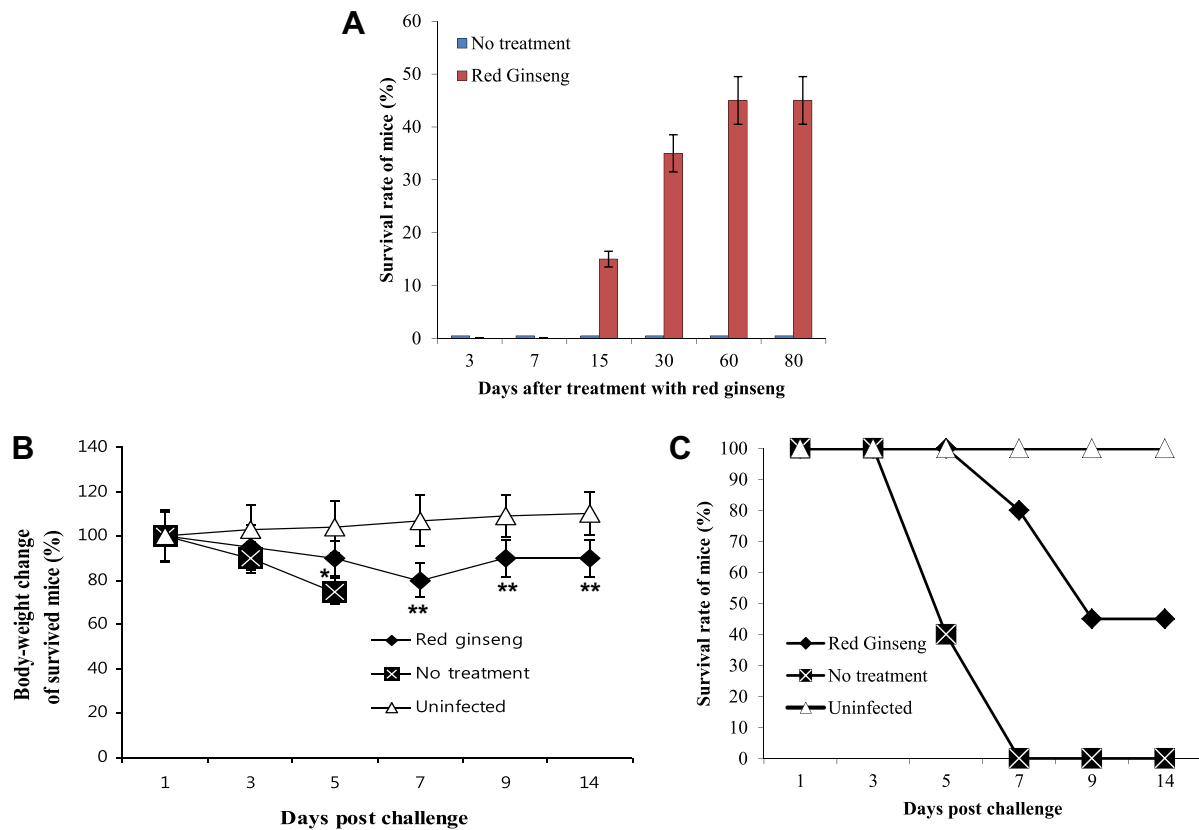 A
60
50
40
30
20
10
0
Survival rate of mice (%)
No treatment
Red Ginseng
3 7 15 30 60 80
Days after treatment with red ginseng
B
140
120
100
80
60
40
20
0
Body-weight change
of survived mice (%)
*
**
**
**
Red ginseng
No treatment
Uninfected
1 3 5 7 9 14
Days post challenge
C
100
90
80
70
60
50
40
30
20
10
0
Survival rate of mice (%)
Red Ginseng
No treatment
Uninfected
1 3 5 7 9 14
Days post challenge